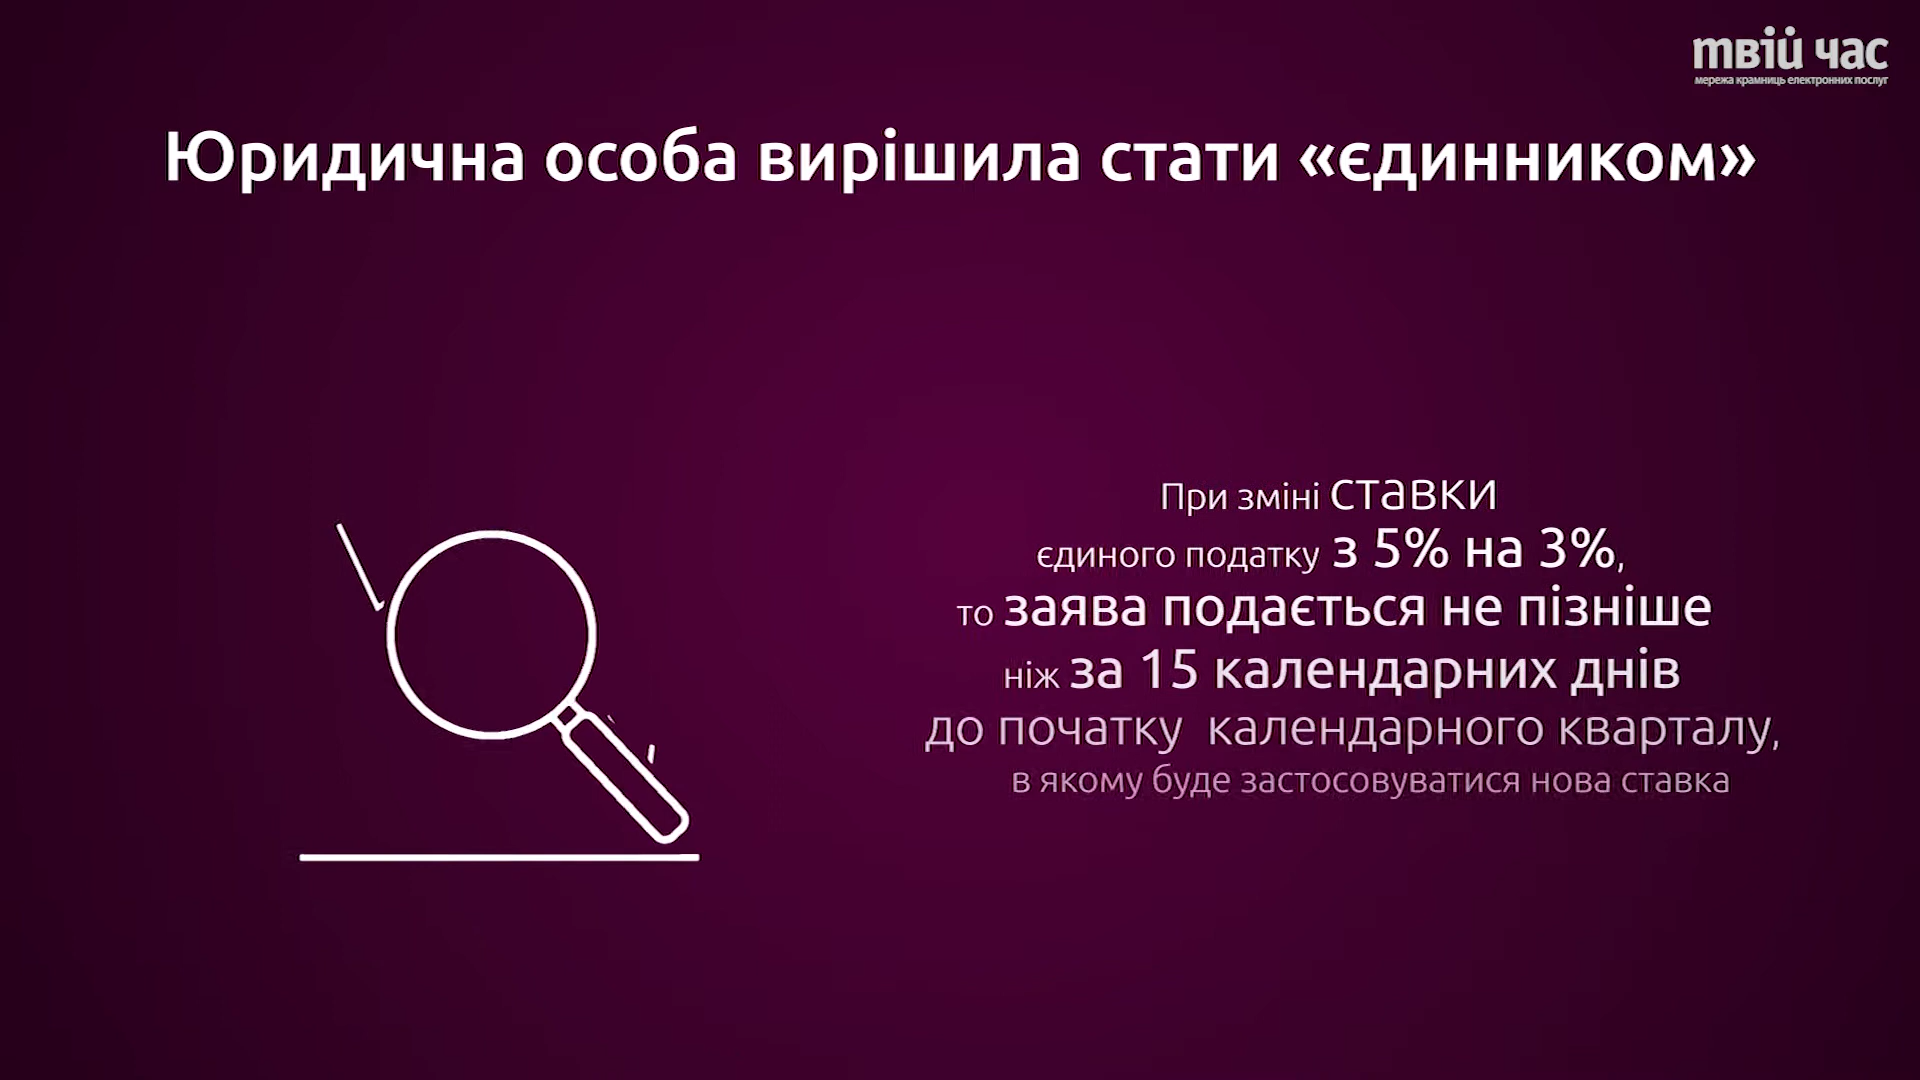 твій час
мережа крамниць електронних послуг
Юридична особа вирішила стати «єдинником»
При зміні ставки
єдиного податку з 5% на 3%,
то заява подається не пізніше
ніж за 15 календарних днів
до початку календарного кварталу,
в якому буде застосовуватися нова ставка